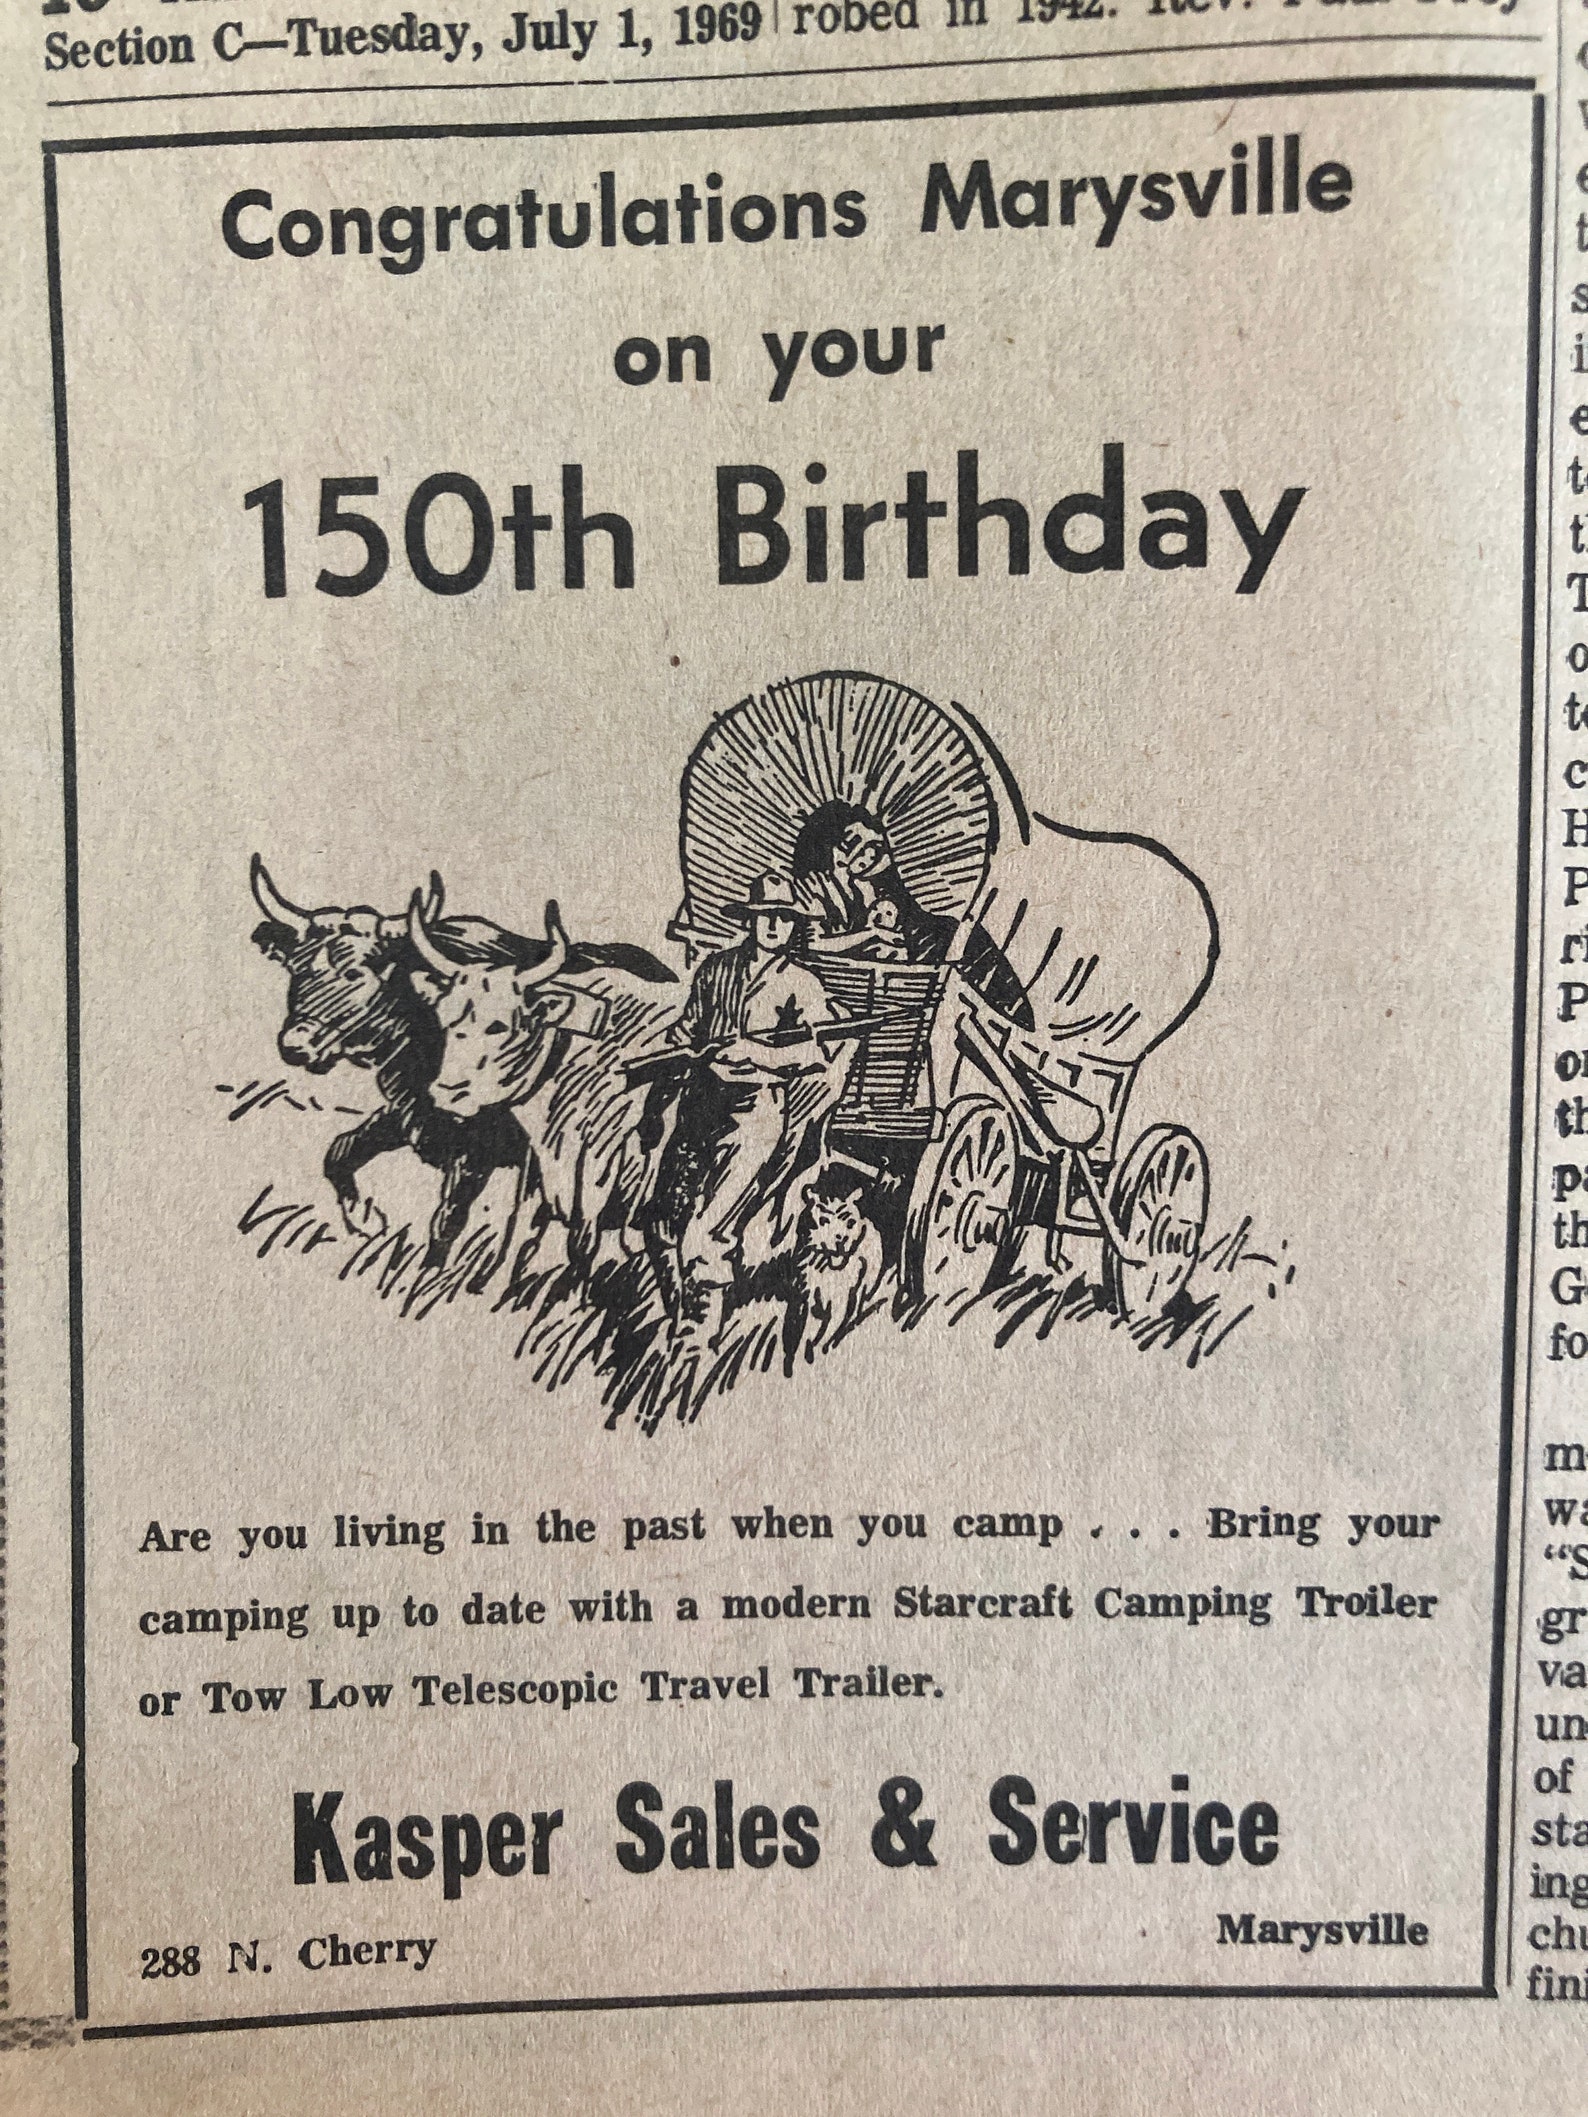 Section C—Tuesday, July 1, 1969
robed in 1942. Rev. Paul
Congratulations Marysville
on your
150th Birthday
Are you living in the past when you camp . . . Bring your
camping up to date with a modern Starcraft Camping Troiler
or Tow Low Telescopic Travel Trailer.
Kasper Sales & Service
288 N. Cherry
Marysville